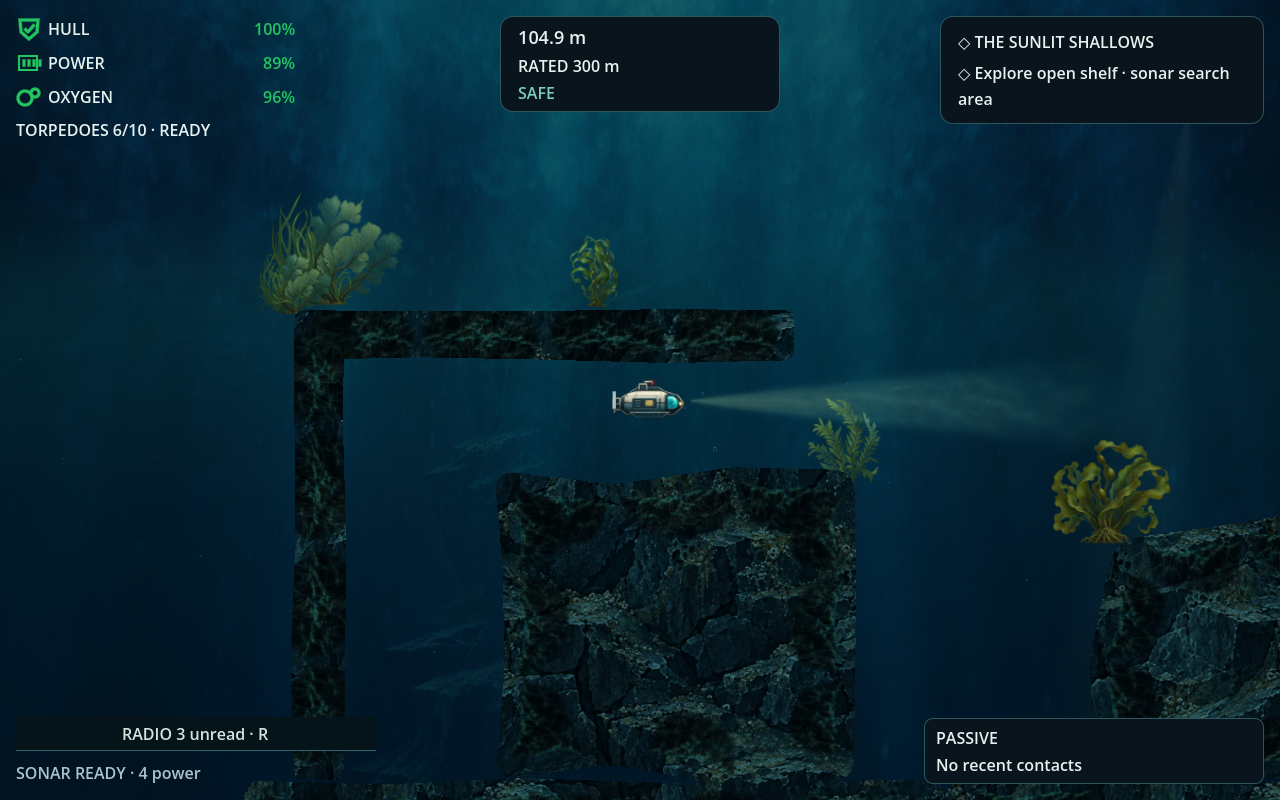 HULL 100%
POWER 89%
OXYGEN 96%
TORPEDOES 6/10 · READY
104.9 m
RATED 300 m
SAFE
◇ THE SUNLIT SHALLOWS
◇ Explore open shelf · sonar search
area
RADIO 3 unread · R
SONAR READY · 4 power
PASSIVE
No recent contacts